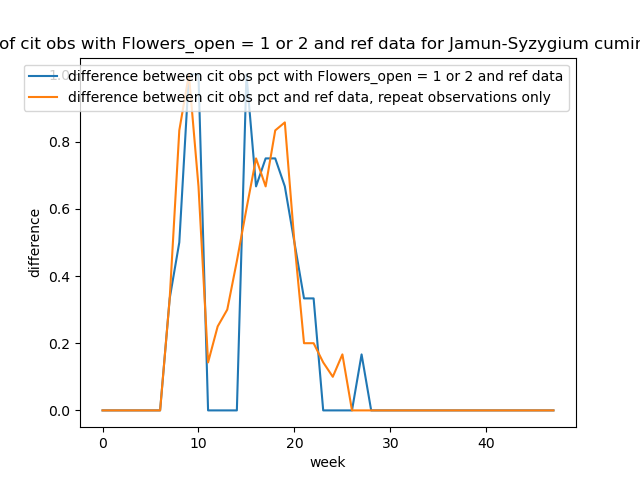 of cit obs with Flowers_open = 1 or 2 and ref data for Jamun-Syzygium cumin
difference between cit obs pct with Flowers_open = 1 or 2 and ref data
difference between cit obs pct and ref data, repeat observations only
1.0
0.8
0.6
0.4
0.2
0.0
difference
0 10 20 30 40
week